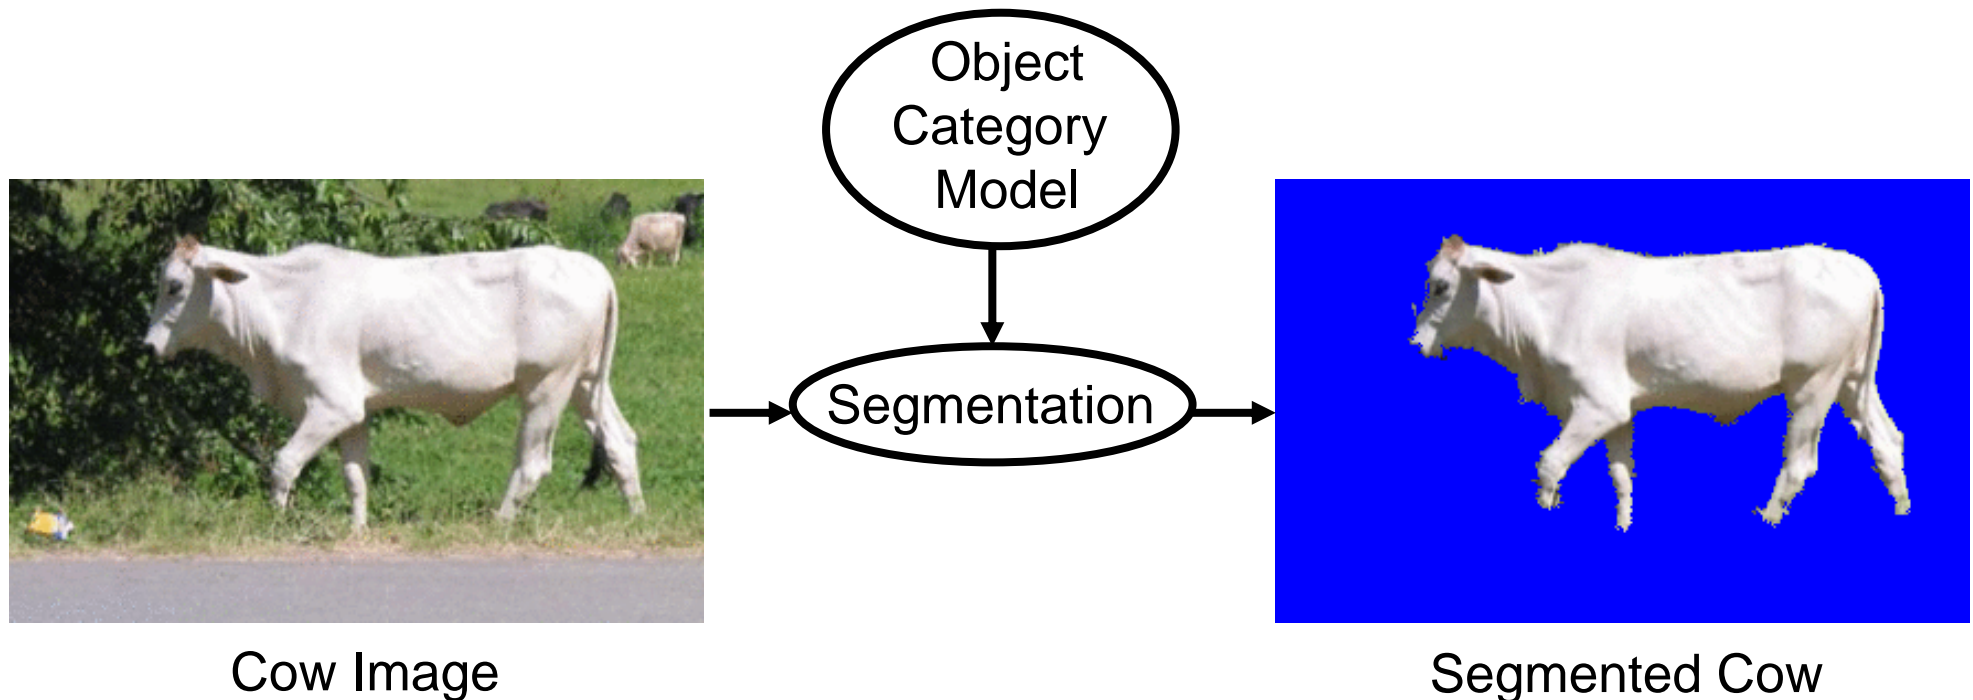 Object
Category
Model
Segmentation
Cow Image
Segmented Cow